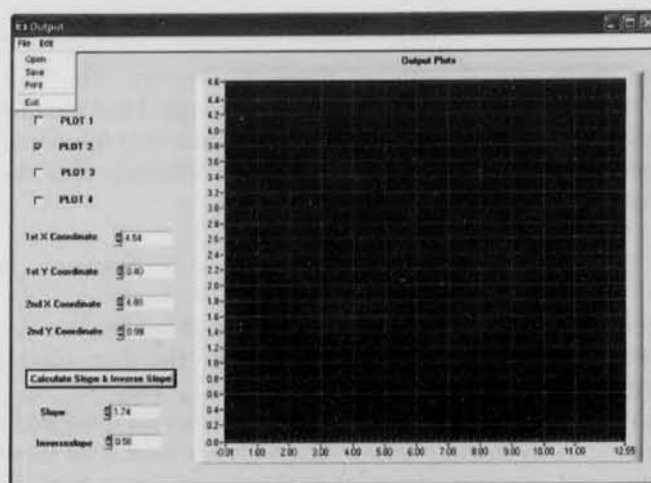 Output
File Edit
Open
Save
Print
Exit
Output Plots
PLOT 1
PLOT 2
PLOT 3
PLOT 4
1st X Coordinate 4.54
1st Y Coordinate 0.40
2nd X Coordinate 4.88
2nd Y Coordinate 0.98
Calculate Slope & Inverse Slope
Slope 1.74
Inverseslope 0.58
4.6
4.4
4.2
4.0
3.8
3.6
3.4
3.2
3.0
2.8
2.6
2.4
2.2
2.0
1.8
1.6
1.4
1.2
1.0
0.8
0.6
0.4
0.2
-0.0
-0.01 1.00 2.00 3.00 4.00 5.00 6.00 7.00 8.00 9.00 10.00 11.00 12.55